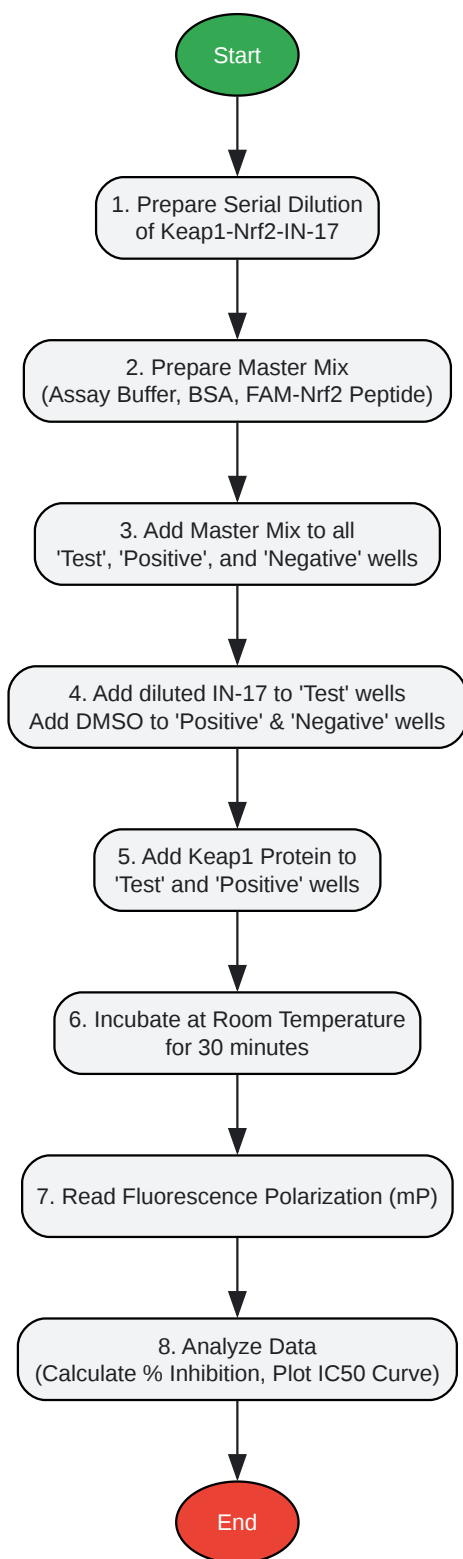 Start
1. Prepare Serial Dilution
of Keap1-Nrf2-IN-17
2. Prepare Master Mix
(Assay Buffer, BSA, FAM-Nrf2 Peptide)
3. Add Master Mix to all
'Test', 'Positive', and 'Negative' wells
4. Add diluted IN-17 to 'Test' wells
Add DMSO to 'Positive' & 'Negative' wells
5. Add Keap1 Protein to
'Test' and 'Positive' wells
6. Incubate at Room Temperature
for 30 minutes
7. Read Fluorescence Polarization (mP)
8. Analyze Data
(Calculate % Inhibition, Plot IC50 Curve)
End